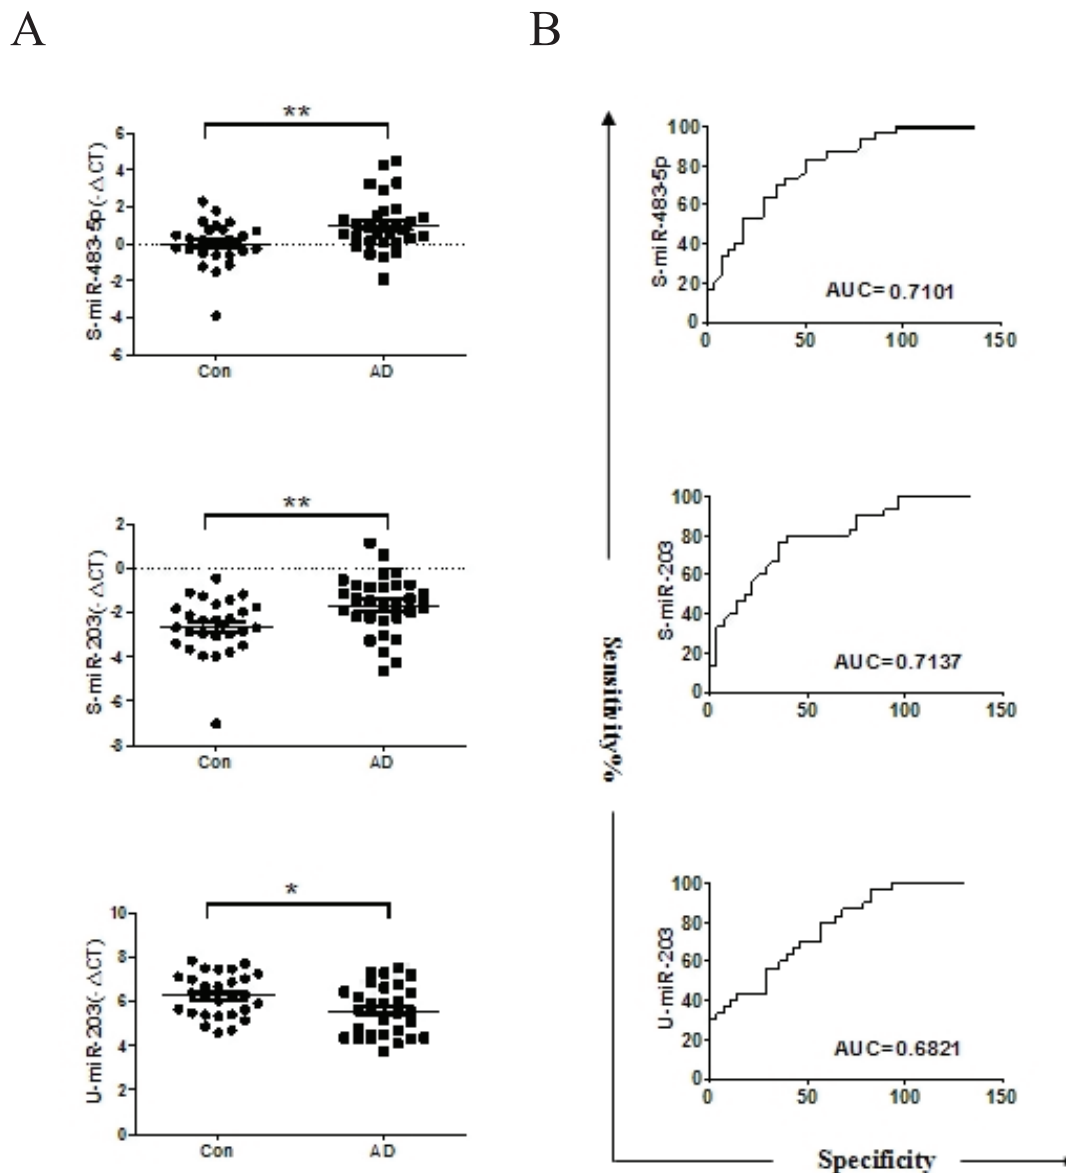 A
B
**
6
4
2
0
-2
-4
-6
S-miR-483-5p(-ΔCT)
Con
AD
100
80
60
40
20
0
S-miR-483-5p
AUC=0.7101
0
50
100
150
**
2
0
-2
-4
-6
-8
S-miR-203(-ΔCT)
Con
AD
100
80
60
40
20
0
S-miR-203
AUC=0.7137
0
50
100
150
Sensitivity%
*
10
8
6
4
2
0
U-miR-203(-ΔCT)
Con
AD
100
80
60
40
20
0
U-miR-203
AUC=0.6821
0
50
100
150
Specificity